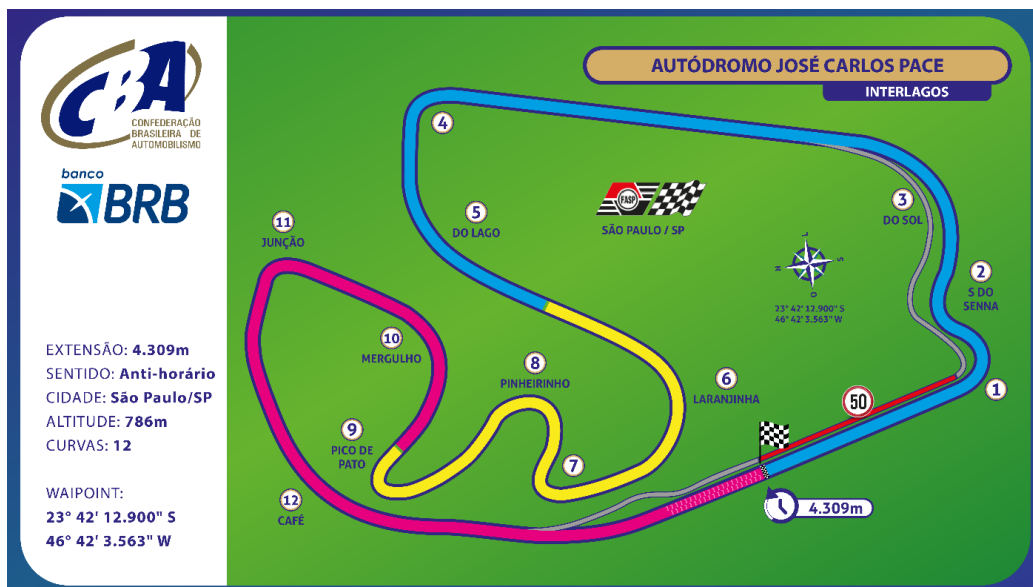 CBA
CONFEDERAÇÃO
BRASILEIRA DE
AUTOMOBILISMO
banco
BRB
EXTENSÃO: 4.309m
SENTIDO: Anti-horário
CIDADE: São Paulo/SP
ALTITUDE: 786m
CURVAS: 12
WAIPOINT:
23° 42' 12.900" S
46° 42' 3.563" W
AUTÓDROMO JOSÉ CARLOS PACE
INTERLAGOS
4
3
DO SOL
FASP
SÃO PAULO / SP
5
DO LAGO
11
JUNÇÃO
L
S
H
O
2
S DO
SENNA
23° 42' 12.900" S
46° 42' 3.563" W
10
MERGULHO
8
PINHEIRINHO
6
LARANJINHA
1
50
9
PICO DE
PATO
7
12
CAFÉ
4.309m